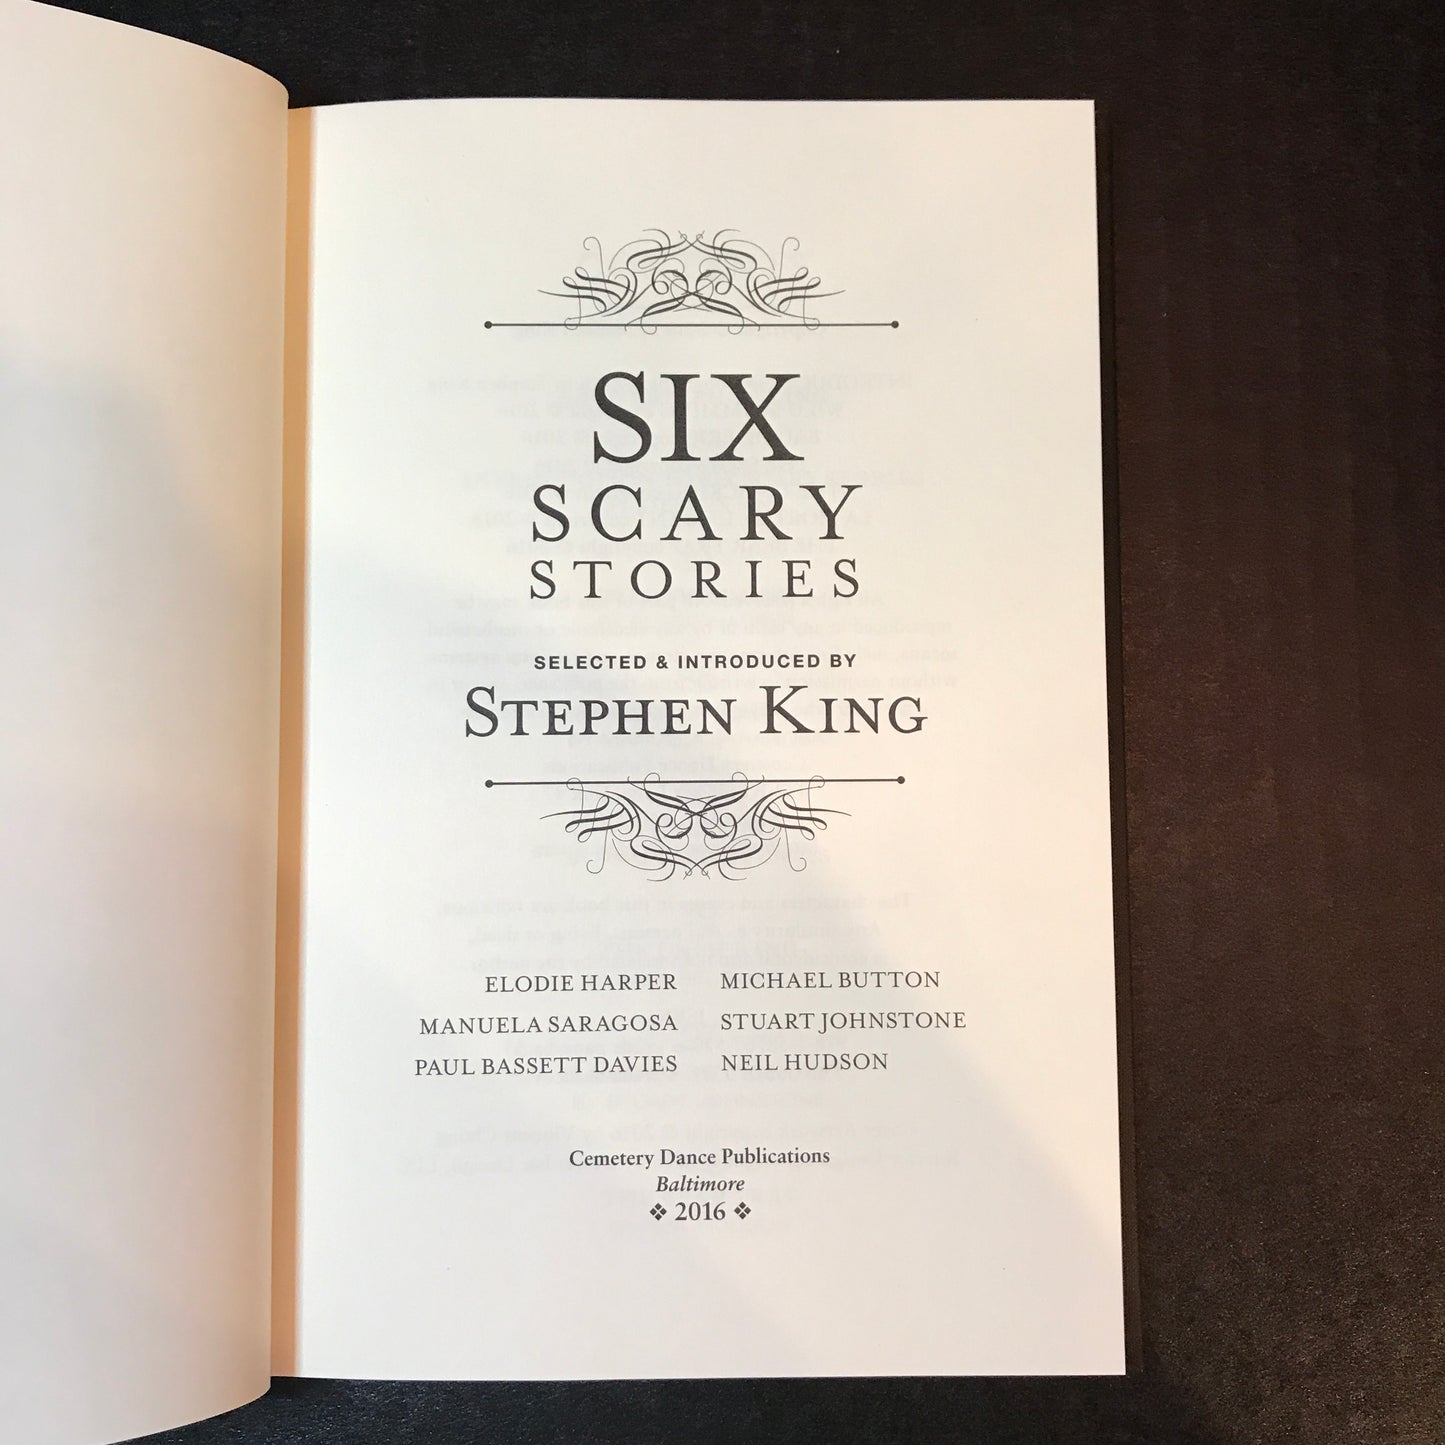 SIX
SCARY
STORIES
SELECTED & INTRODUCED BY
STEPHEN KING
ELODIE HARPER
MANUELA SARAGOSA
PAUL BASSETT DAVIES
MICHAEL BUTTON
STUART JOHNSTONE
NEIL HUDSON
Cemetery Dance Publications
Baltimore
❖ 2016 ❖